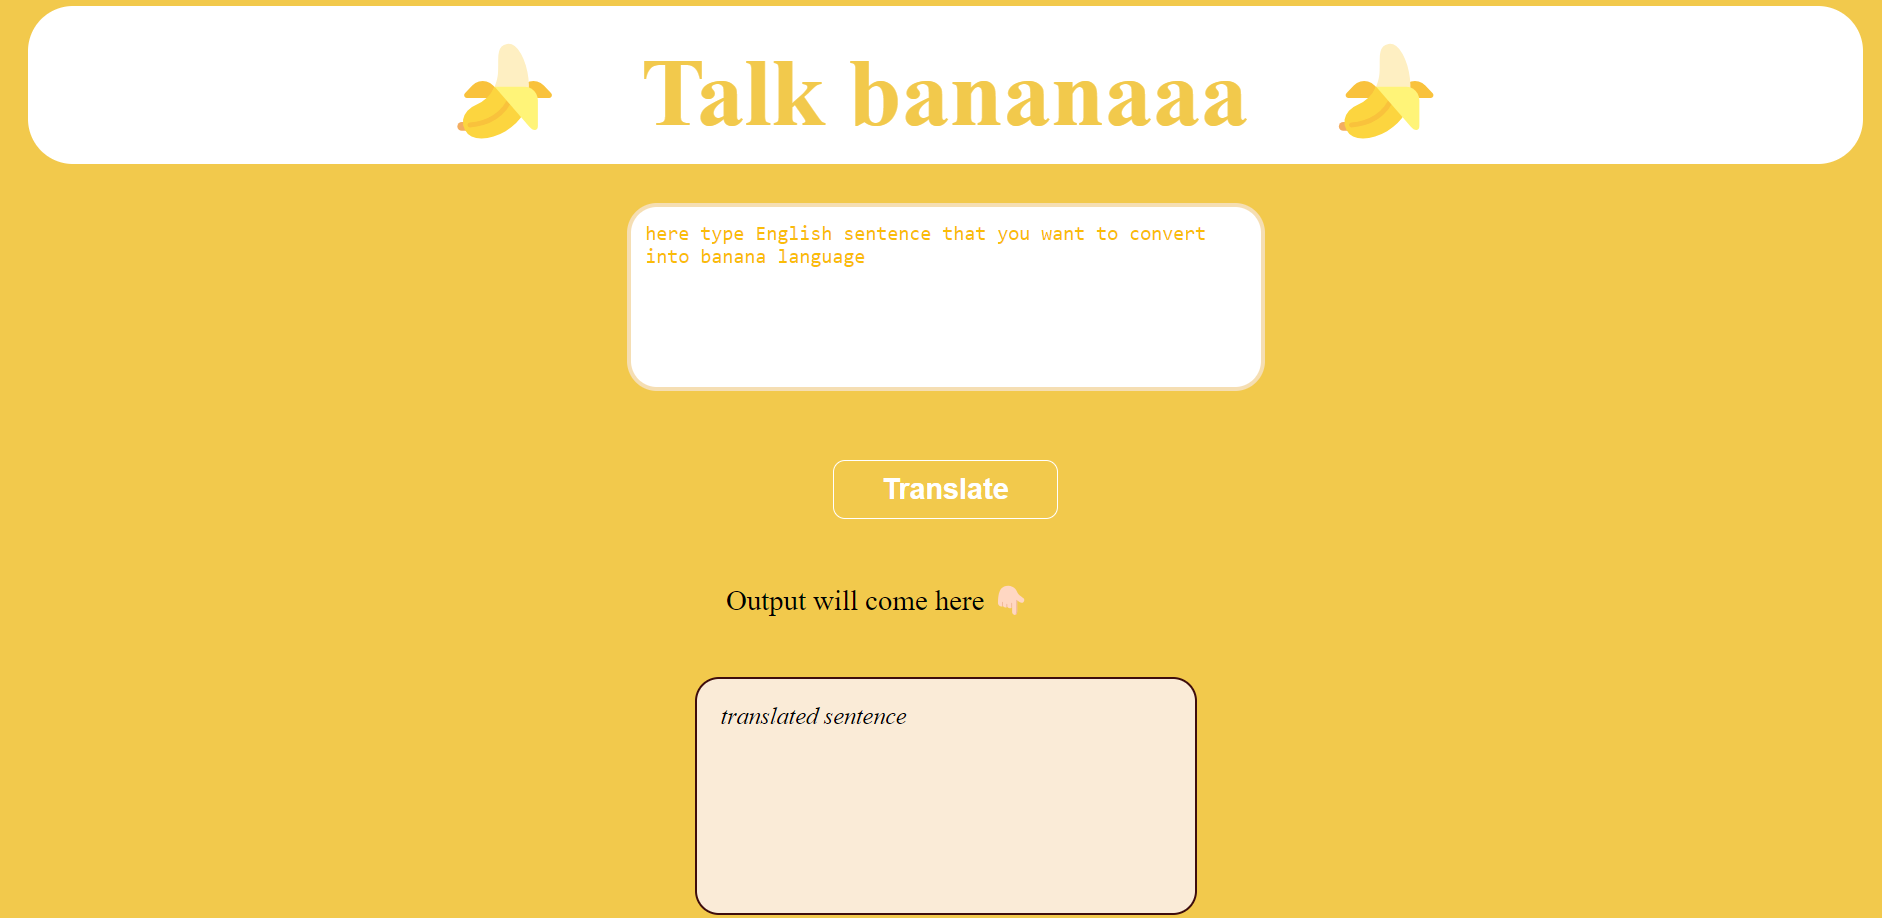 Talk bananaaa
here type English sentence that you want to convert
into banana language
Translate
Output will come here 👇
translated sentence